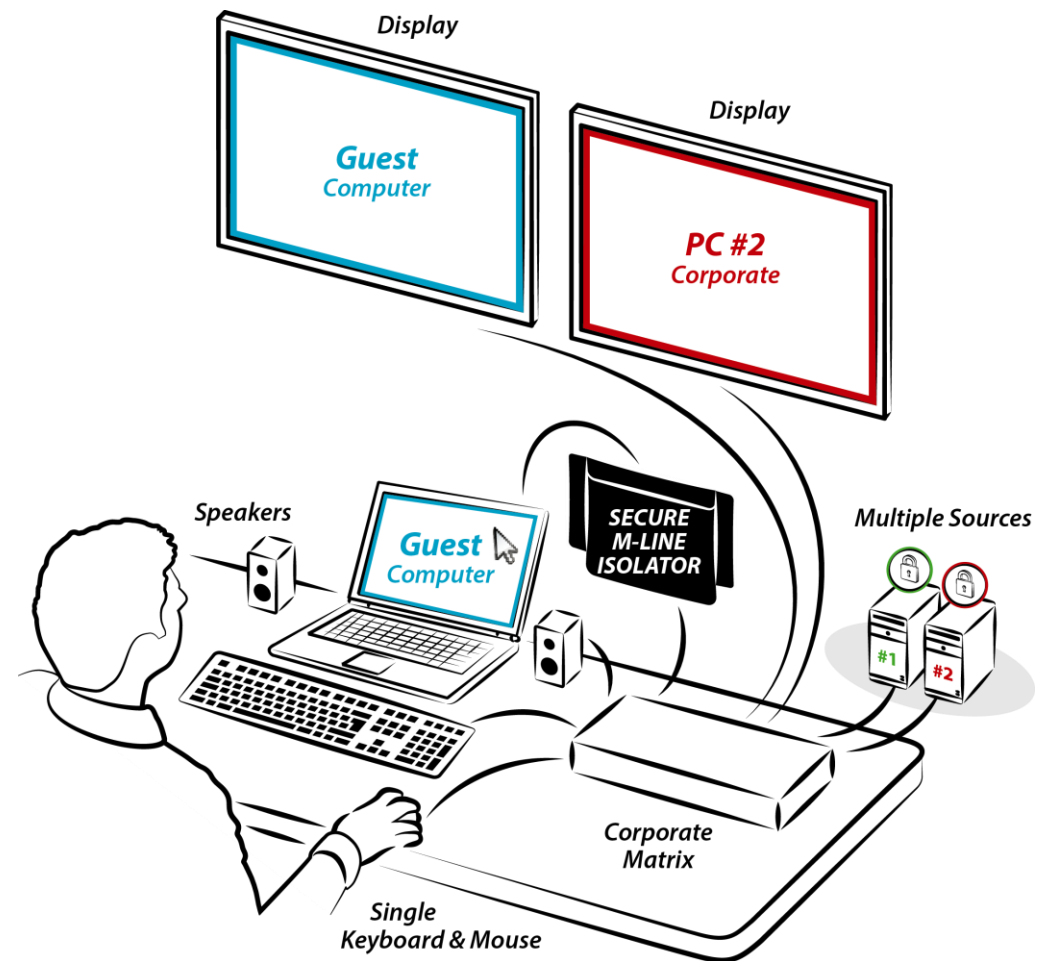 Display
Guest
Computer
Display
PC #2
Corporate
Speakers
Guest
Computer
SECURE
M-LINE
ISOLATOR
Multiple Sources
#1
#2
Corporate
Matrix
Single
Keyboard & Mouse